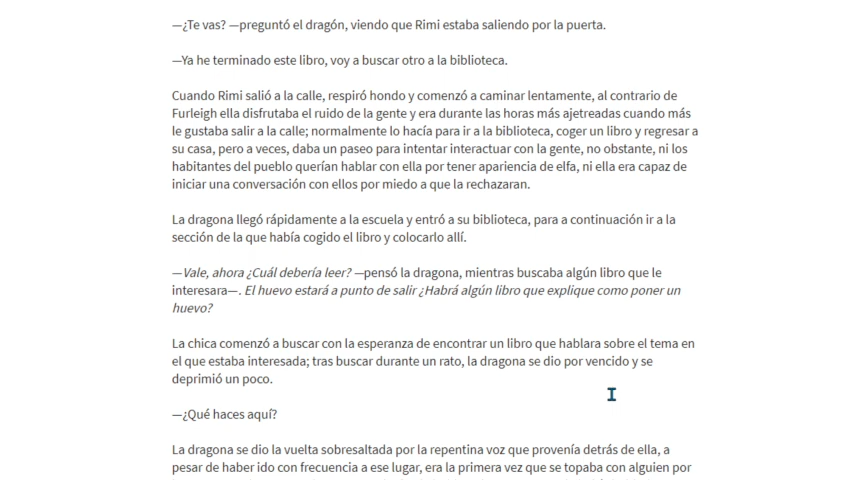 —¿Te vas? —preguntó el dragón, viendo que Rimi estaba saliendo por la puerta.
—Ya he terminado este libro, voy a buscar otro a la biblioteca.
Cuando Rimi salió a la calle, respiró hondo y comenzó a caminar lentamente, al contrario de
Furleigh ella disfrutaba el ruido de la gente y era durante las horas más ajetreadas cuando más
le gustaba salir a la calle; normalmente lo hacía para ir a la biblioteca, coger un libro y regresar a
su casa, pero a veces, daba un paseo para intentar interactuar con la gente, no obstante, ni los
habitantes del pueblo querían hablar con ella por tener apariencia de elfa, ni ella era capaz de
iniciar una conversación con ellos por miedo a que la rechazaran.
La dragona llegó rápidamente a la escuela y entró a su biblioteca, para a continuación ir a la
sección de la que había cogido el libro y colocarlo allí.
—Vale, ahora ¿Cuál debería leer? —pensó la dragona, mientras buscaba algún libro que le
interesara—. El huevo estará a punto de salir ¿Habrá algún libro que explique como poner un
huevo?
La chica comenzó a buscar con la esperanza de encontrar un libro que hablara sobre el tema en
el que estaba interesada; tras buscar durante un rato, la dragona se dio por vencido y se
deprimió un poco.
—¿Qué haces aquí?
La dragona se dio la vuelta sobresaltada por la repentina voz que provenía detrás de ella, a
pesar de haber ido con frecuencia a ese lugar, era la primera vez que se topaba con alguien por